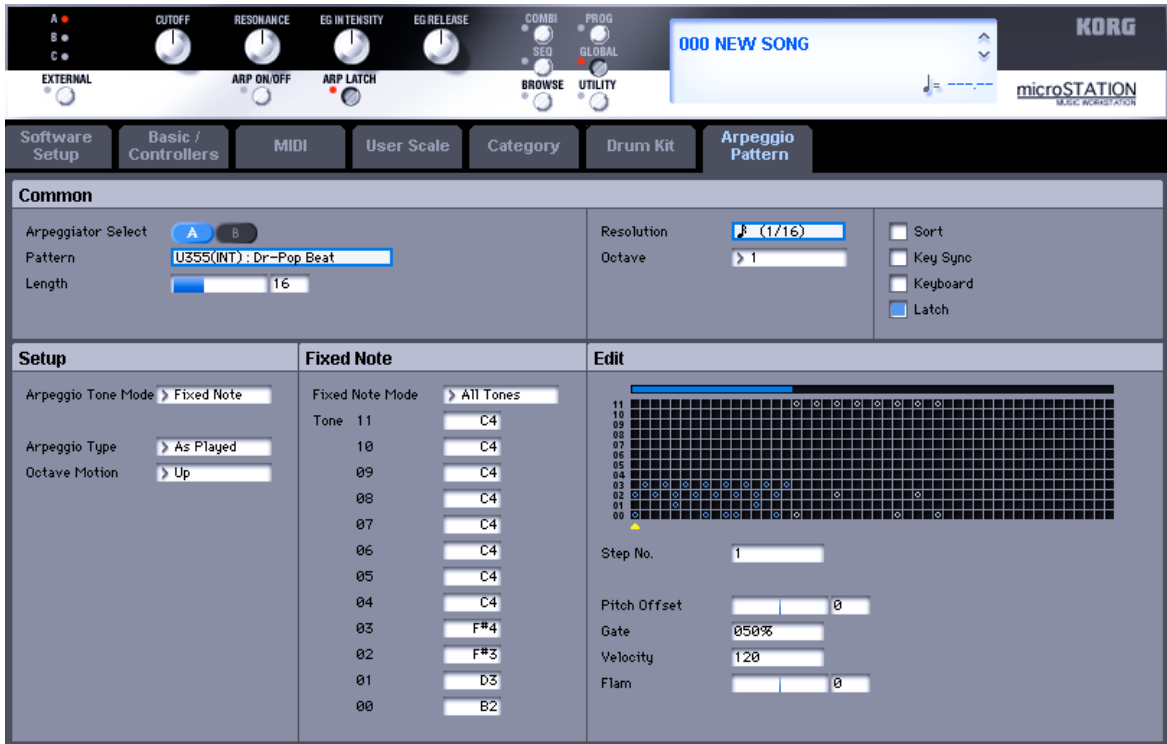 A
B
C
CUTOFF RESONANCE EG INTENSITY EG RELEASE
COMBI PROG
SEQ GLOBAL
EXTERNAL ARP ON/OFF ARP LATCH
BROWSE UTILITY
000 NEW SONG
♩= ---.--
KORG
microSTATION
MUSIC WORKSTATION
Software Setup
Basic / Controllers
MIDI
User Scale
Category
Drum Kit
Arpeggio Pattern
Common
Arpeggiator Select A B
Pattern U355(INT) : Dr-Pop Beat
Length 16
Resolution (1/16)
Octave 1
Sort
Key Sync
Keyboard
Latch
Setup
Arpeggio Tone Mode Fixed Note
Arpeggio Type As Played
Octave Motion Up
Fixed Note
Fixed Note Mode All Tones
Tone 11 C4
10 C4
09 C4
08 C4
07 C4
06 C4
05 C4
04 C4
03 F#4
02 F#3
01 D3
00 B2
Edit
11
10
09
08
07
06
05
04
03
02
01
00
Step No. 1
Pitch Offset 0
Gate 050%
Velocity 120
Flam 0